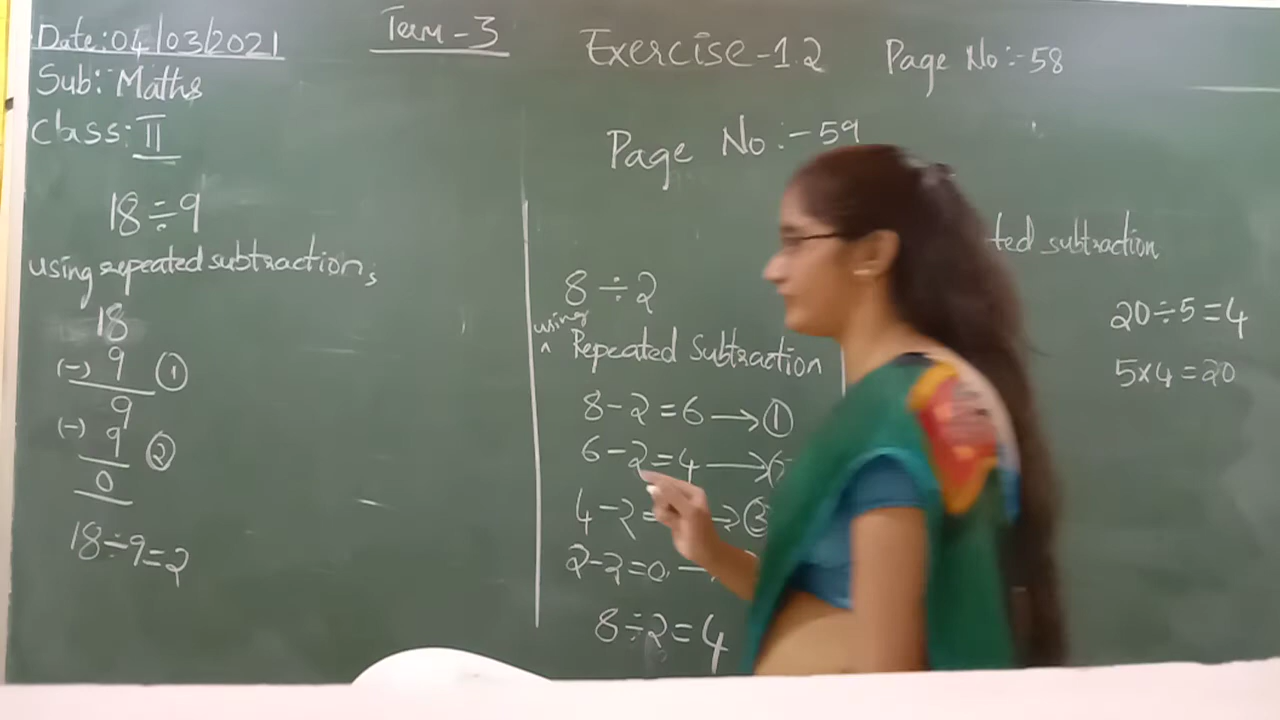 Date: 04/03/2021
Sub: Maths
Class: II
Term - 3
Exercise - 1.2
Page No :- 58
Page No :- 59
18÷9
using repeated subtraction,
18
(-) 9 ①
9
(-) 9 ②
0
18÷9=2
8÷2
using
^ Repeated Subtraction
8-2=6 → ①
6-2=4 →
4-2= → ③
2-2=0. →
8÷2=4
subtraction
20÷5=4
5×4=20